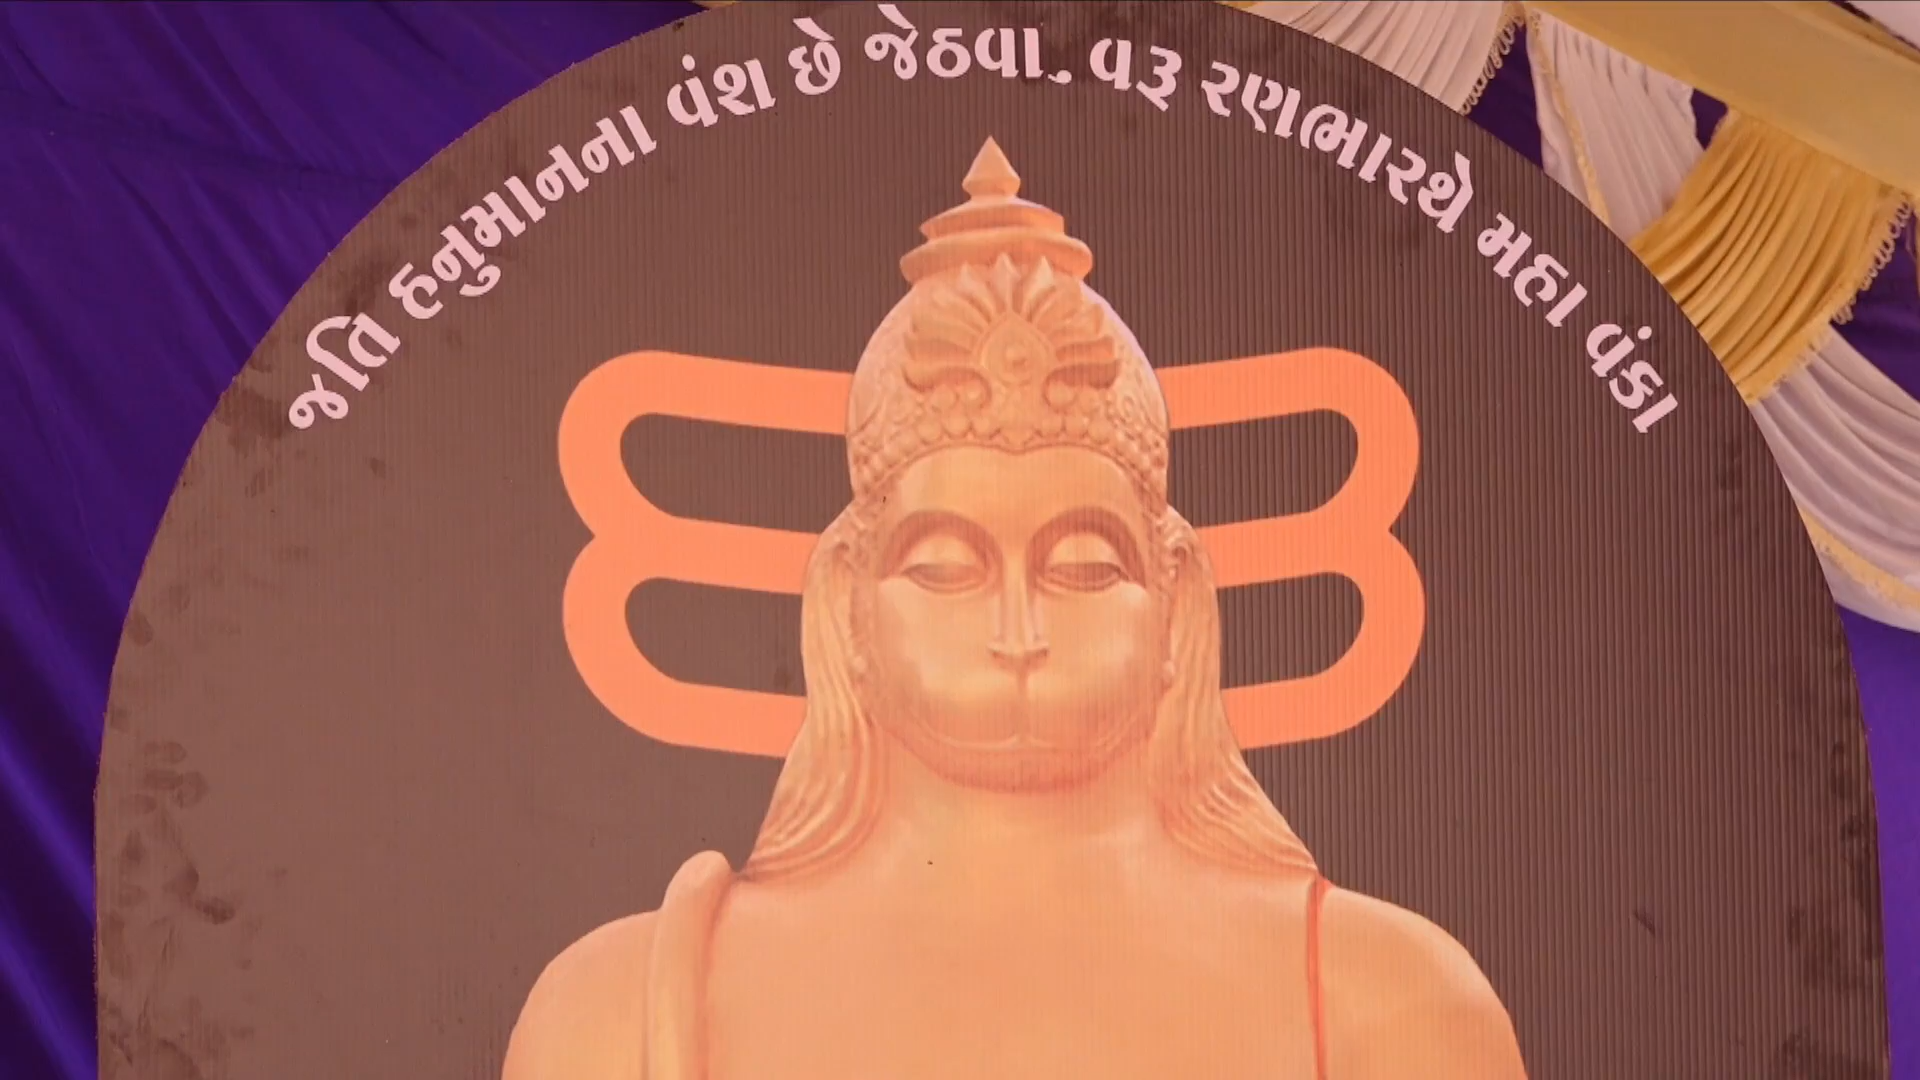 જતિ હનુમાનના વંશ છે જેઠવા. વરૂ રણભારથે મહા વંકા